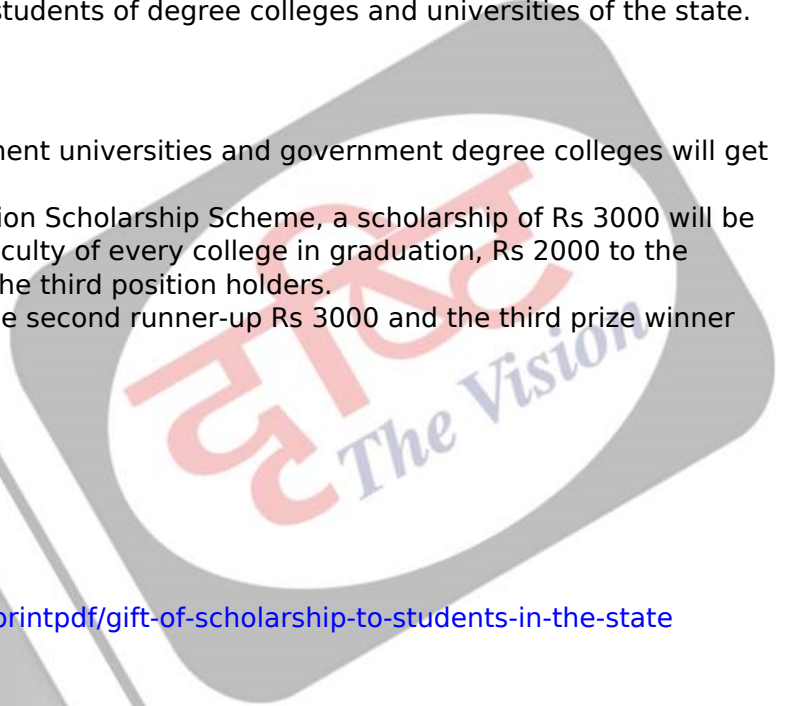 students of degree colleges and universities of the state.
ment universities and government degree colleges will get
ion Scholarship Scheme, a scholarship of Rs 3000 will be
culty of every college in graduation, Rs 2000 to the
he third position holders.
e second runner-up Rs 3000 and the third prize winner
दृष्टि
The Vision
printpdf/gift-of-scholarship-to-students-in-the-state